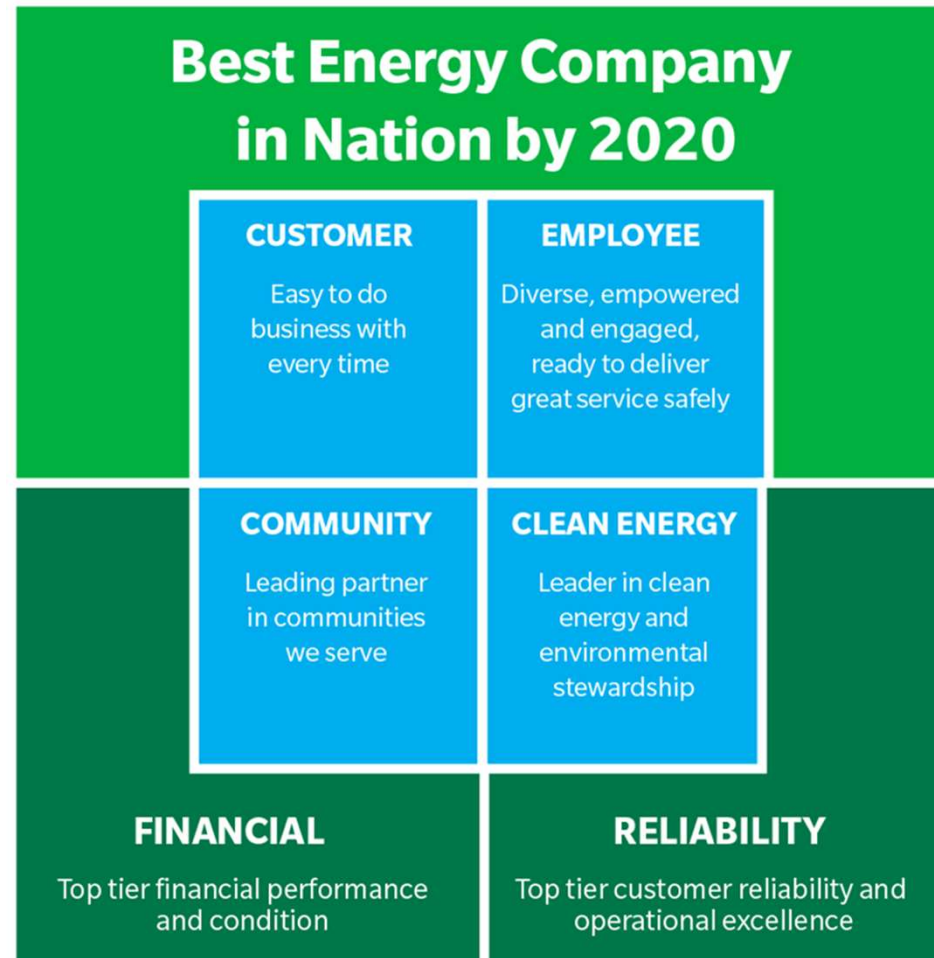 Best Energy Company
in Nation by 2020
CUSTOMER
Easy to do
business with
every time
EMPLOYEE
Diverse, empowered
and engaged,
ready to deliver
great service safely
COMMUNITY
Leading partner
in communities
we serve
CLEAN ENERGY
Leader in clean
energy and
environmental
stewardship
FINANCIAL
Top tier financial performance
and condition
RELIABILITY
Top tier customer reliability and
operational excellence